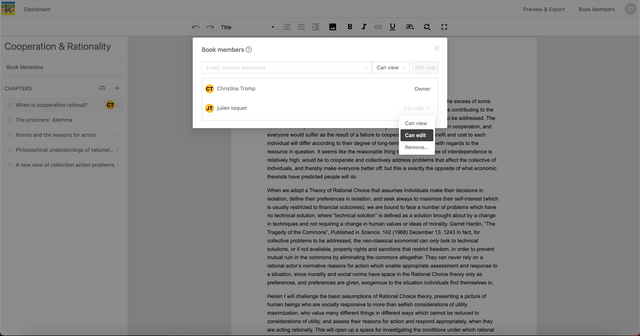 Dashboard
Preview & Export
Book Members
Title
B
I
U
Cooperation & Rationality
Book Metadata
CHAPTERS
When is cooperation rational?
CT
The prisoners' dilemma
Norms and the reasons for action
Philosophical underpinnings of rational...
A new view of collection action problems
Book members
Email, comma separated
Can view
Add user
CT
Christina Tromp
Owner
JT
julien taquet
Can edit
Can view
Can edit
Remove...
the excess of some
contributing to the
to be addressed. The
cooperation, and
everyone would suffer as the result of a failure to
benefit and cost to each
individual will differ according to their degree of long-term
with regards to the
resource in question. It seems like the reasonable thing
of interdependence is
relatively high, would be to cooperate and collectively address problems that affect the collective of
individuals, and thereby make everyone better off, but this is exactly the opposite of what economic
theorists have predicted people will do.
When we adopt a Theory of Rational Choice that assumes individuals make their decisions in
isolation, define their preferences in isolation, and seek always to maximize their self-interest (which
is usually restricted to financial outcomes), we are bound to face a number of problems which have
no technical solution, where "technical solution" is defined as a solution brought about by a change
in techniques and not requiring a change in human values or ideas of morality. Garret Hardin, "The
Tragedy of the Commons", Published in Science, 142 (1968) December 13. 1243 In fact, for
collective problems to be addressed, the neo-classical economist can only look to technical
solutions, or if not available, property rights and sanctions that restrict freedom, in order to prevent
mutual ruin in the commons by eliminating the commons altogether. They can never rely on a
rational actor's normative reasons for action which enable appropriate assessment and response to
a situation, since morality and social norms have space in the Rational Choice theory only as
preferences, and preferences are given, exogenous to the situation individuals find themselves in.
Herein I will challenge the basic assumptions of Rational Choice theory, presenting a picture of
human beings who are socially responsive to more than selfish considerations of utility
maximization, who value many different things in different ways which cannot be reduced to
considerations of utility, and assess their reasons for action and respond appropriately, when they
are acting rationally. This will open up a space for investigating the conditions under which rational